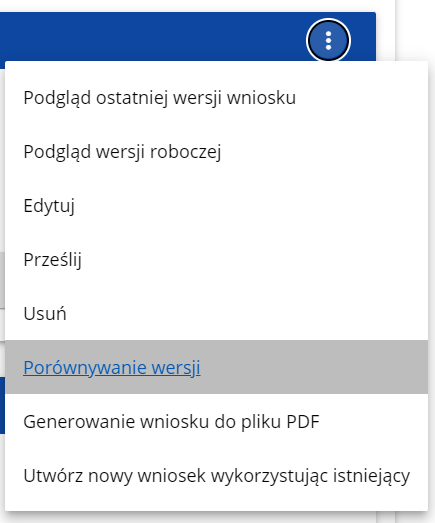 Podgląd ostatniej wersji wniosku
Podgląd wersji roboczej
Edytuj
Prześlij
Usuń
Porównywanie wersji
Generowanie wniosku do pliku PDF
Utwórz nowy wniosek wykorzystując istniejący